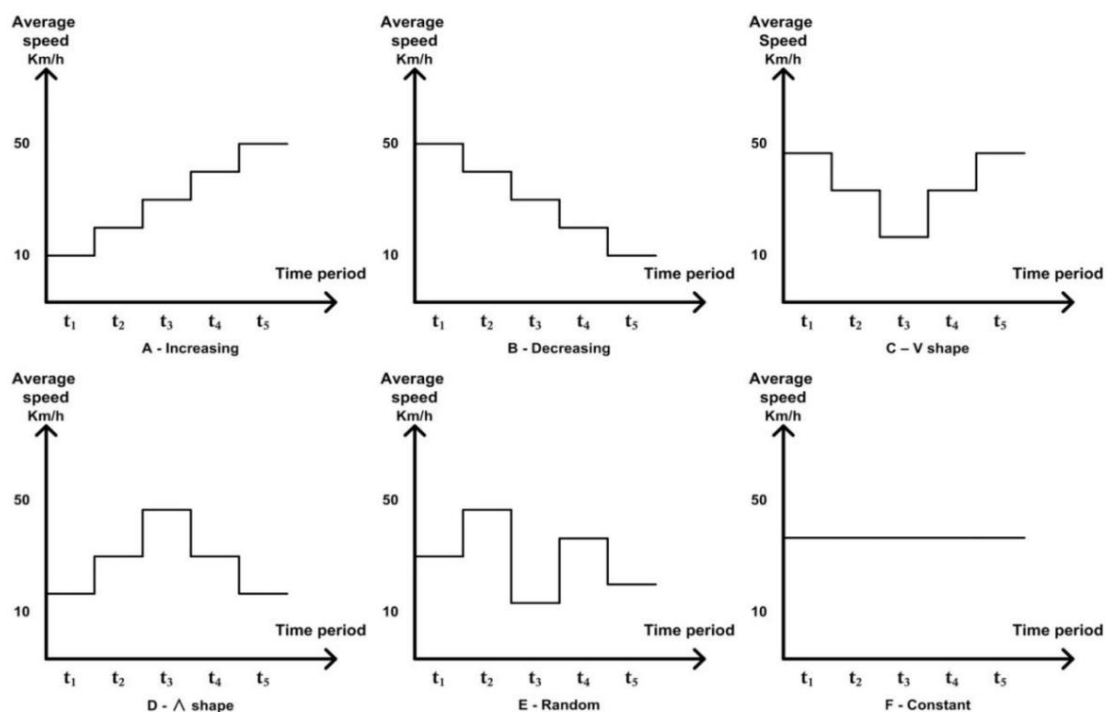 Average
speed
Km/h
50
10
Time period
t₁ t₂ t₃ t₄ t₅
A - Increasing
Average
speed
Km/h
50
10
Time period
t₁ t₂ t₃ t₄ t₅
B - Decreasing
Average
Speed
Km/h
50
10
Time period
t₁ t₂ t₃ t₄ t₅
C – V shape
Average
speed
Km/h
50
10
Time period
t₁ t₂ t₃ t₄ t₅
D - ∧ shape
Average
speed
Km/h
50
10
Time period
t₁ t₂ t₃ t₄ t₅
E - Random
Average
speed
Km/h
50
10
Time period
t₁ t₂ t₃ t₄ t₅
F - Constant